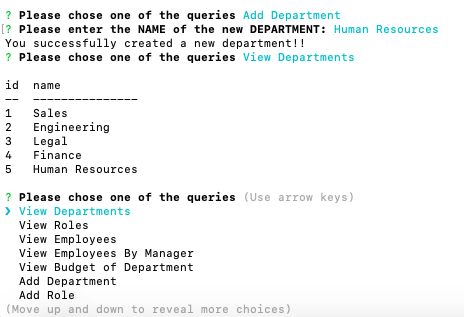 ? Please chose one of the queries Add Department
[? Please enter the NAME of the new DEPARTMENT: Human Resources
You successfully created a new department!!
? Please chose one of the queries View Departments
id  name
--  ---------------
1   Sales
2   Engineering
3   Legal
4   Finance
5   Human Resources
? Please chose one of the queries (Use arrow keys)
❯ View Departments
  View Roles
  View Employees
  View Employees By Manager
  View Budget of Department
  Add Department
  Add Role
(Move up and down to reveal more choices)